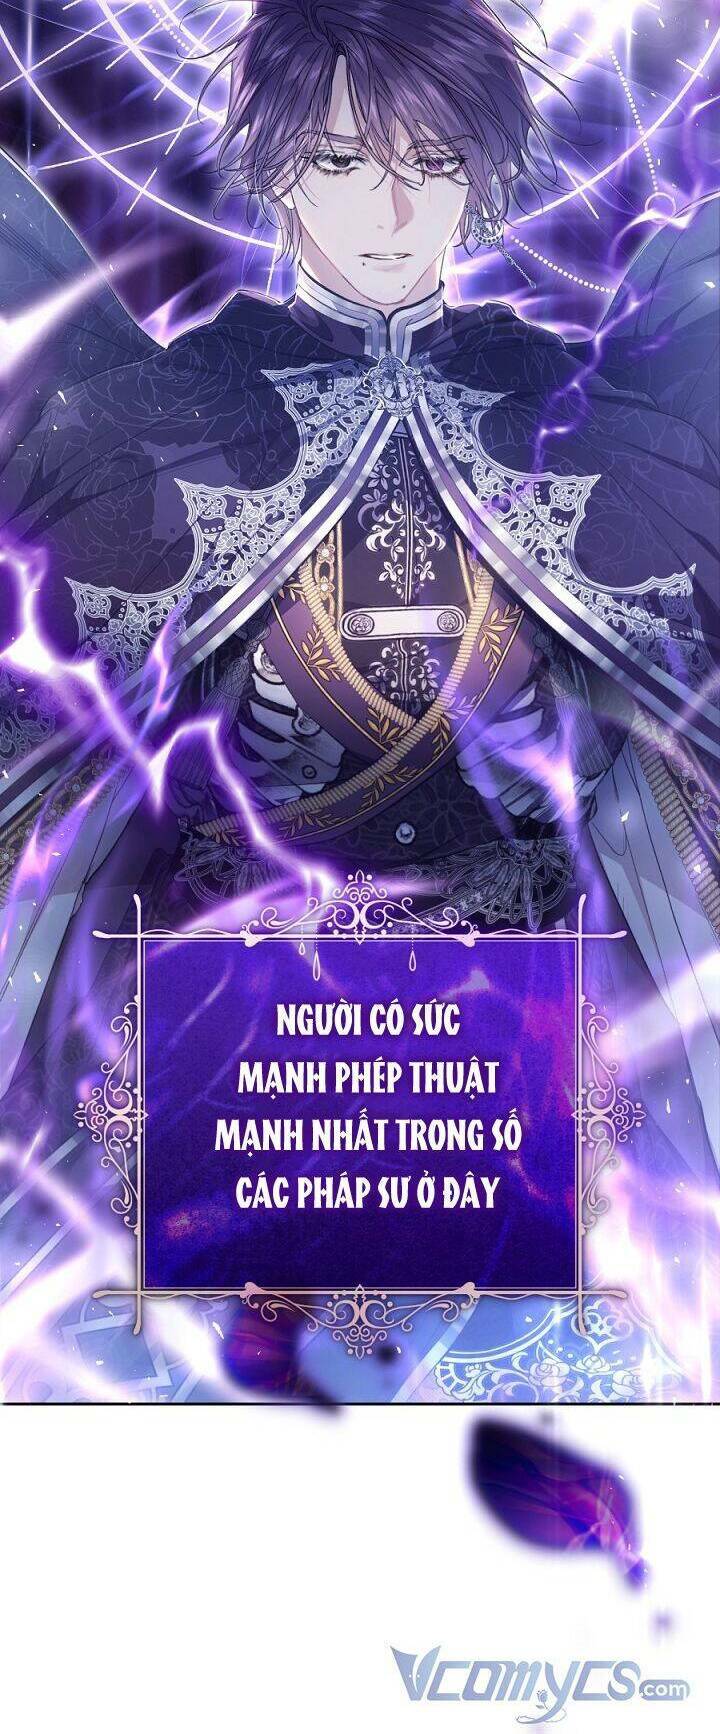 NGƯỜI CÓ SỨC
MẠNH PHÉP THUẬT
MẠNH NHẤT TRONG SỐ
CÁC PHÁP SƯ Ở ĐÂY
VCOMYCS.com